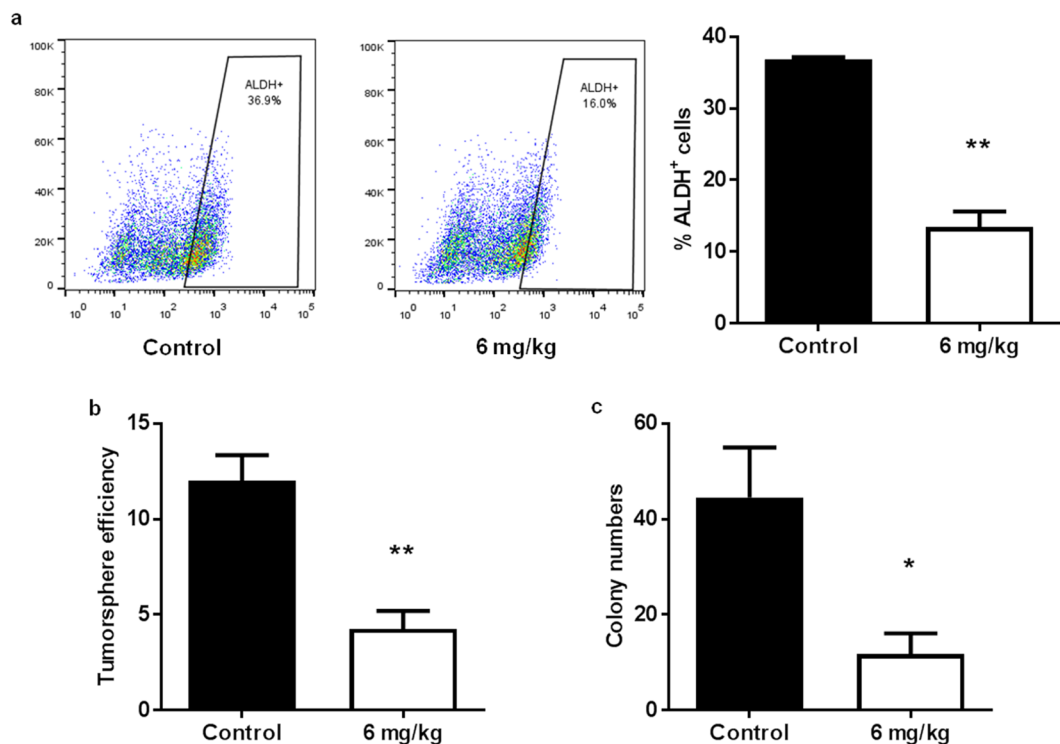 a
100K
80K
60K
40K
20K
0
ALDH+
36.9%
10^0 10^1 10^2 10^3 10^4 10^5
Control
100K
80K
60K
40K
20K
0
ALDH+
16.0%
10^0 10^1 10^2 10^3 10^4 10^5
6 mg/kg
% ALDH+ cells
40
30
20
10
0
**
Control 6 mg/kg
b
Tumorsphere efficiency
15
10
5
0
**
Control 6 mg/kg
c
Colony numbers
60
40
20
0
*
Control 6 mg/kg